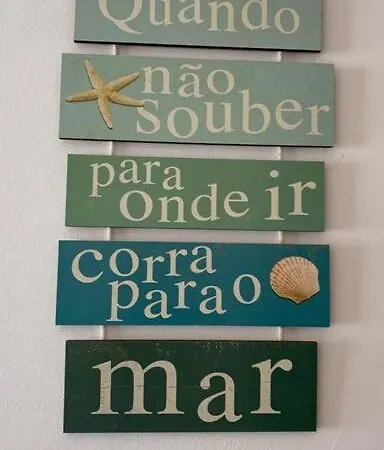 Quando
não
souber
para
onde ir
corra
para o
mar